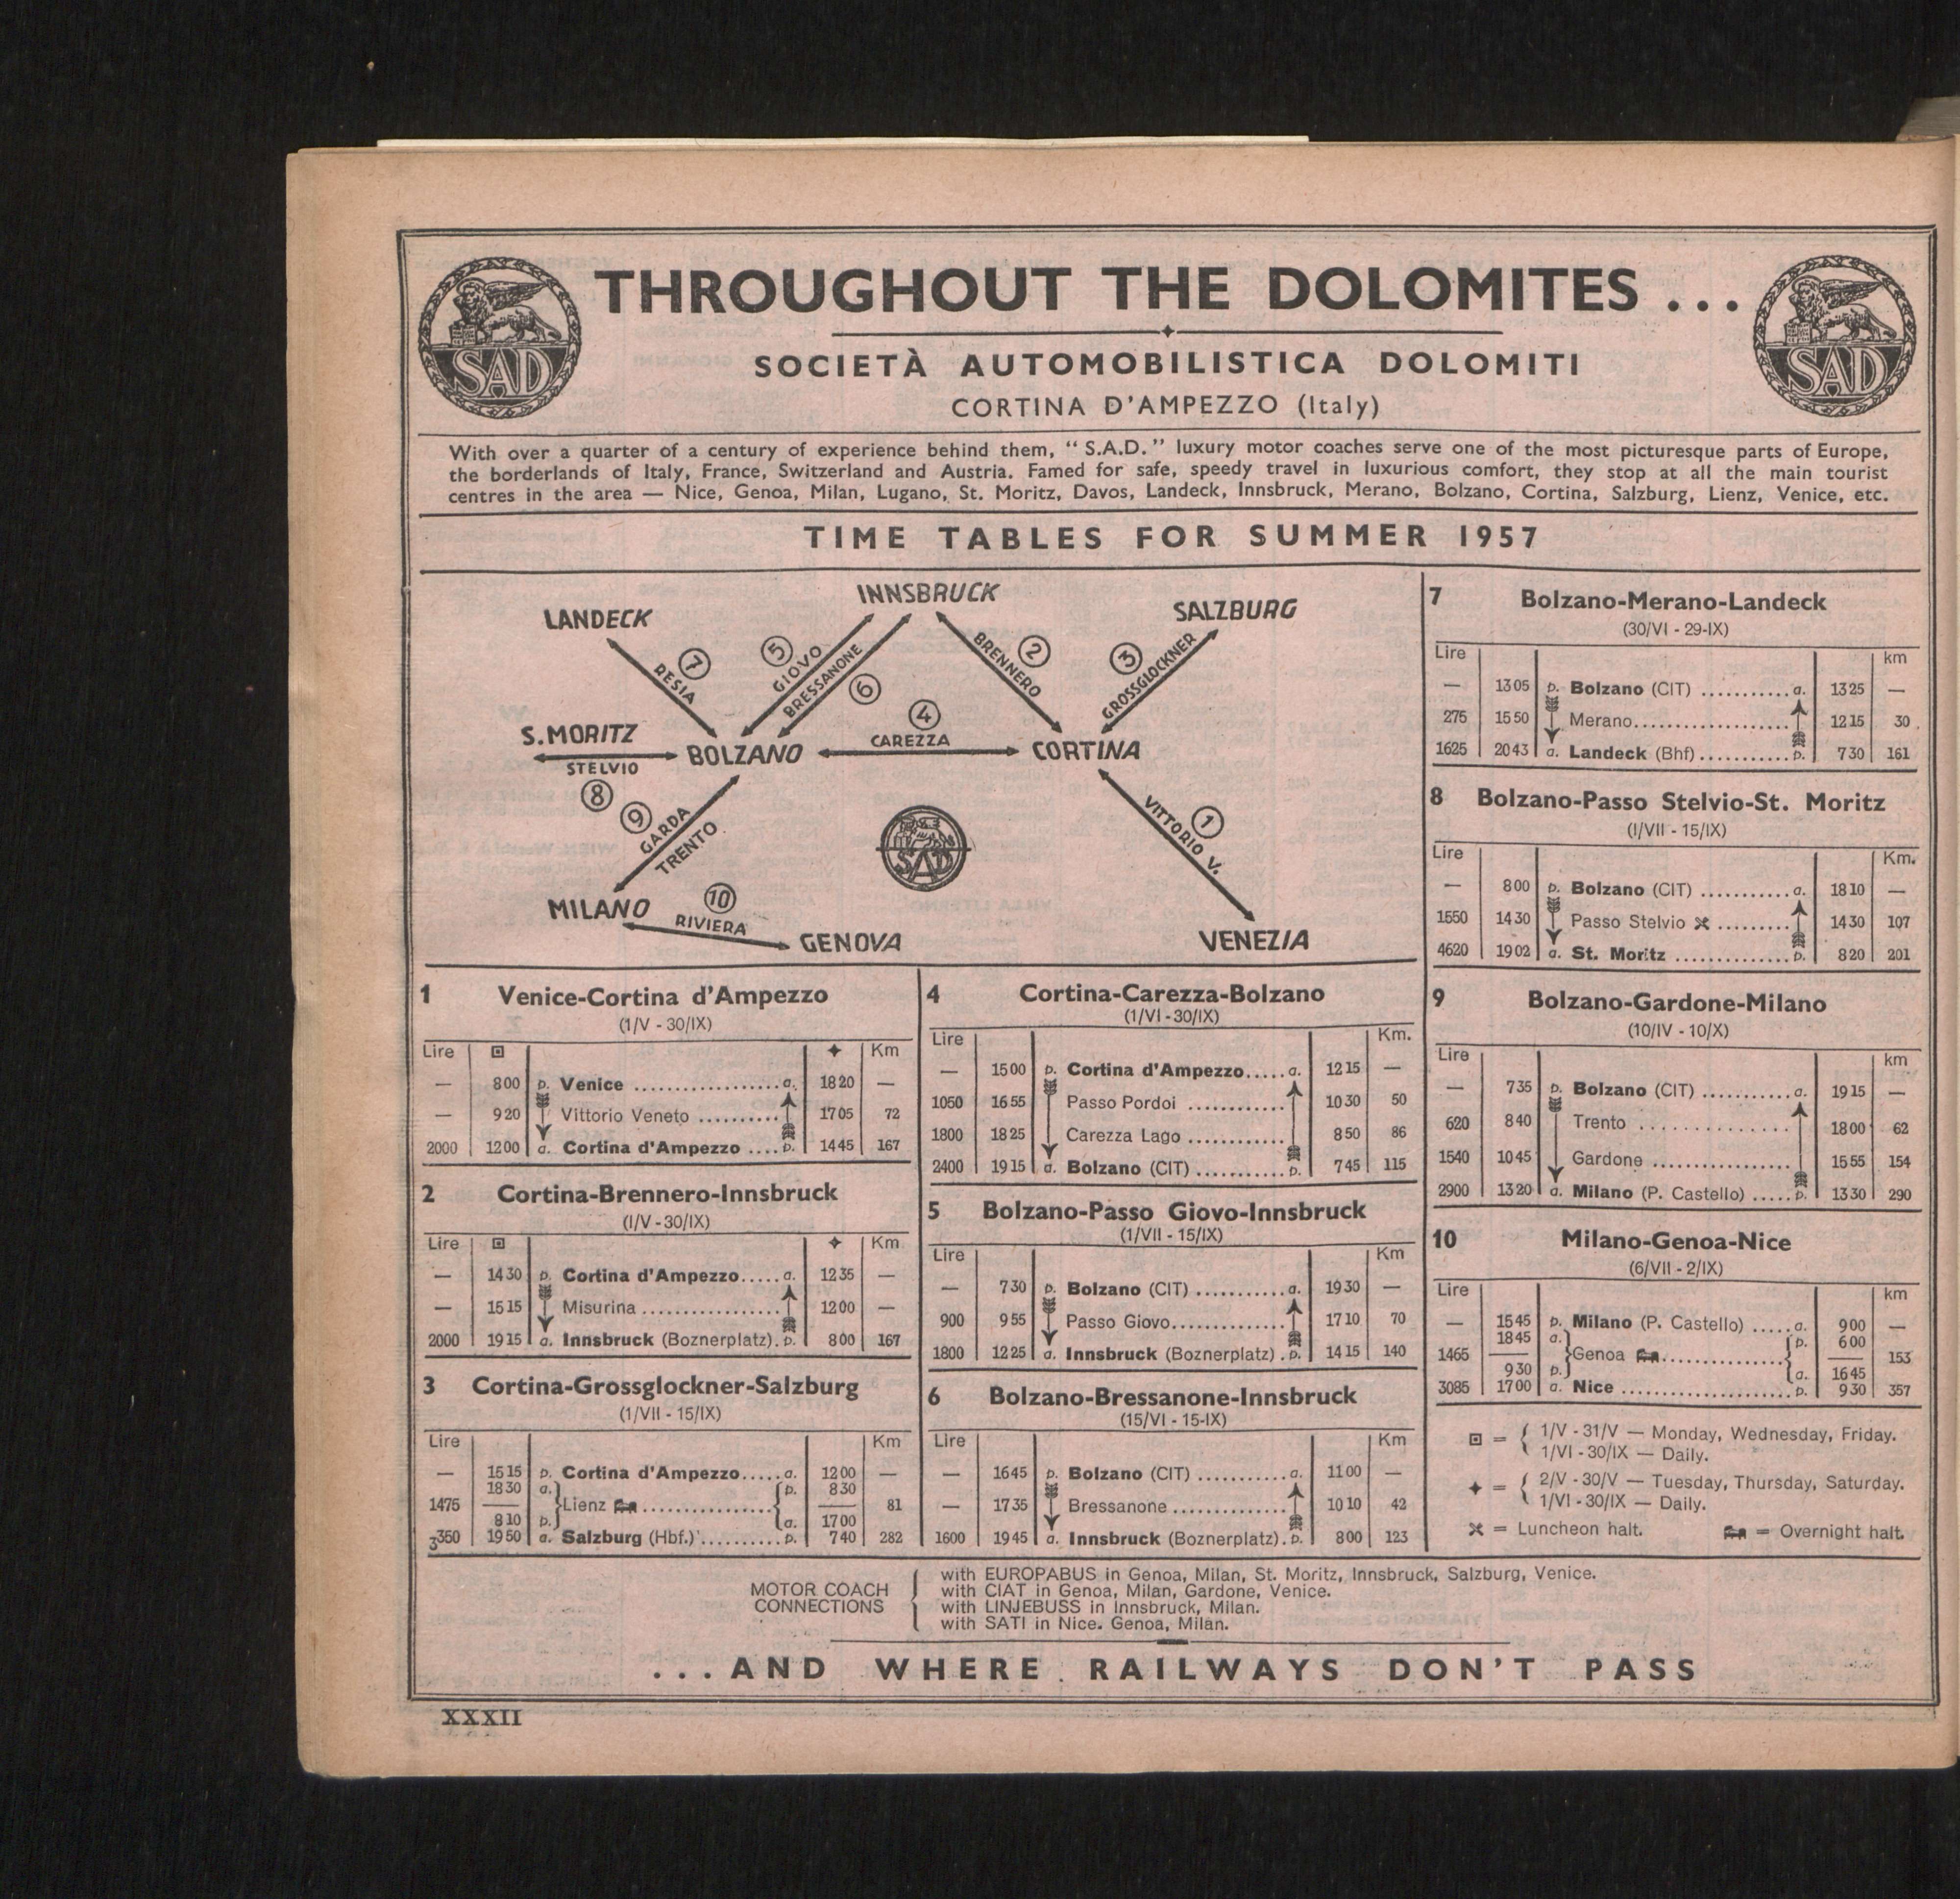 THROUGHOUT THE DOLOMITES ...
SAD
SAD
SOCIETÀ AUTOMOBILISTICA DOLOMITI
CORTINA D'AMPEZZO (Italy)
With over a quarter of a century of experience behind them, "S.A.D." luxury motor coaches serve one of the most picturesque parts of Europe,
the borderlands of Italy, France, Switzerland and Austria. Famed for safe, speedy travel in luxurious comfort, they stop at all the main tourist
centres in the area — Nice, Genoa, Milan, Lugano, St. Moritz, Davos, Landeck, Innsbruck, Merano, Bolzano, Cortina, Salzburg, Lienz, Venice, etc.
TIME TABLES FOR SUMMER 1957
INNSBRUCK
LANDECK
SALZBURG
7 RESIA
5 GIOVO
BRESSANONE 6
2 BRENNERO
3 GROSSGLOCKNER
S.MORITZ
STELVIO
8
BOLZANO
4
CAREZZA
CORTINA
9 GARDA
TRENTO
SAD
1
VITTORIO V.
MILANO
10
RIVIERA
GENOVA
VENEZIA
1 Venice-Cortina d'Ampezzo
(1/V - 30/IX)
Lire ⊡ ✦ Km
— 8 00 p. Venice .................. a. 18 20 —
— 9 20 Vittorio Veneto .......... 17 05 72
2000 12 00 a. Cortina d'Ampezzo .... p. 14 45 167
2 Cortina-Brennero-Innsbruck
(I/V - 30/IX)
Lire ⊡ ✦ Km
— 14 30 p. Cortina d'Ampezzo..... a. 12 35 —
— 15 15 Misurina ................. 12 00 —
2000 19 15 a. Innsbruck (Boznerplatz). p. 8 00 167
3 Cortina-Grossglockner-Salzburg
(1/VII - 15/IX)
Lire Km
— 15 15 p. Cortina d'Ampezzo..... a. 12 00 —
18 30 a. p. 8 30
1475 Lienz ................ 81
8 10 p. a. 17 00
3350 19 50 a. Salzburg (Hbf.) .......... p. 7 40 282
4 Cortina-Carezza-Bolzano
(1/VI - 30/IX)
Lire Km.
— 15 00 p. Cortina d'Ampezzo..... a. 12 15 —
1050 16 55 Passo Pordoi ............ 10 30 50
1800 18 25 Carezza Lago ............ 8 50 86
2400 19 15 a. Bolzano (CIT) ........... p. 7 45 115
5 Bolzano-Passo Giovo-Innsbruck
(1/VII - 15/IX)
Lire Km
— 7 30 p. Bolzano (CIT) ........... a. 19 30 —
900 9 55 Passo Giovo.............. 17 10 70
1800 12 25 a. Innsbruck (Boznerplatz) . p. 14 15 140
6 Bolzano-Bressanone-Innsbruck
(15/VI - 15-IX)
Lire Km
— 16 45 p. Bolzano (CIT) ........... a. 11 00 —
— 17 35 Bressanone .............. 10 10 42
1600 19 45 a. Innsbruck (Boznerplatz). p. 8 00 123
7 Bolzano-Merano-Landeck
(30/VI - 29-IX)
Lire km
— 13 05 p. Bolzano (CIT) ........... a. 13 25 —
275 15 50 Merano................... 12 15 30
1625 20 43 a. Landeck (Bhf) ........... p. 7 30 161
8 Bolzano-Passo Stelvio-St. Moritz
(I/VII - 15/IX)
Lire Km.
— 8 00 p. Bolzano (CIT) ........... a. 18 10 —
1550 14 30 Passo Stelvio ✕ ......... 14 30 107
4620 19 02 a. St. Moritz .............. p. 8 20 201
9 Bolzano-Gardone-Milano
(10/IV - 10/X)
Lire km
— 7 35 p. Bolzano (CIT) ........... a. 19 15 —
620 8 40 Trento .............. 18 00 62
1540 10 45 Gardone ................. 15 55 154
2900 13 20 a. Milano (P. Castello) ..... p. 13 30 290
10 Milano-Genoa-Nice
(6/VII - 2/IX)
Lire km
— 15 45 p. Milano (P. Castello) ..... a. 9 00 —
18 45 a. p. 6 00
1465 Genoa ............... 153
9 30 p. a. 16 45
3085 17 00 a. Nice ..................... p. 9 30 357
⊡ = { 1/V - 31/V — Monday, Wednesday, Friday.
1/VI - 30/IX — Daily.
✦ = { 2/V - 30/V — Tuesday, Thursday, Saturday.
1/VI - 30/IX — Daily.
✕ = Luncheon halt. = Overnight halt.
MOTOR COACH CONNECTIONS
with EUROPABUS in Genoa, Milan, St. Moritz, Innsbruck, Salzburg, Venice.
with CIAT in Genoa, Milan, Gardone, Venice.
with LINJEBUSS in Innsbruck, Milan.
with SATI in Nice. Genoa, Milan.
...AND WHERE RAILWAYS DON'T PASS
XXXII